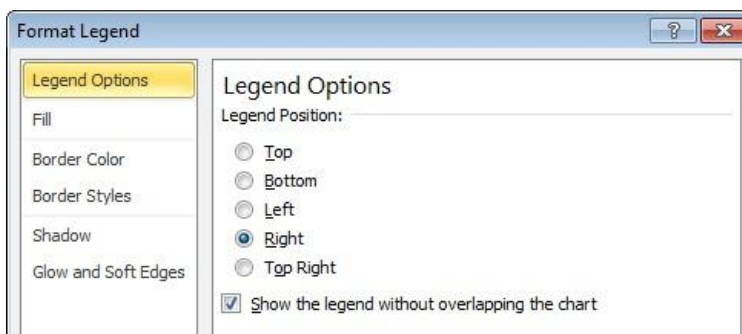 Format Legend
Legend Options
Fill
Border Color
Border Styles
Shadow
Glow and Soft Edges
Legend Options
Legend Position:
Top
Bottom
Left
Right
Top Right
Show the legend without overlapping the chart